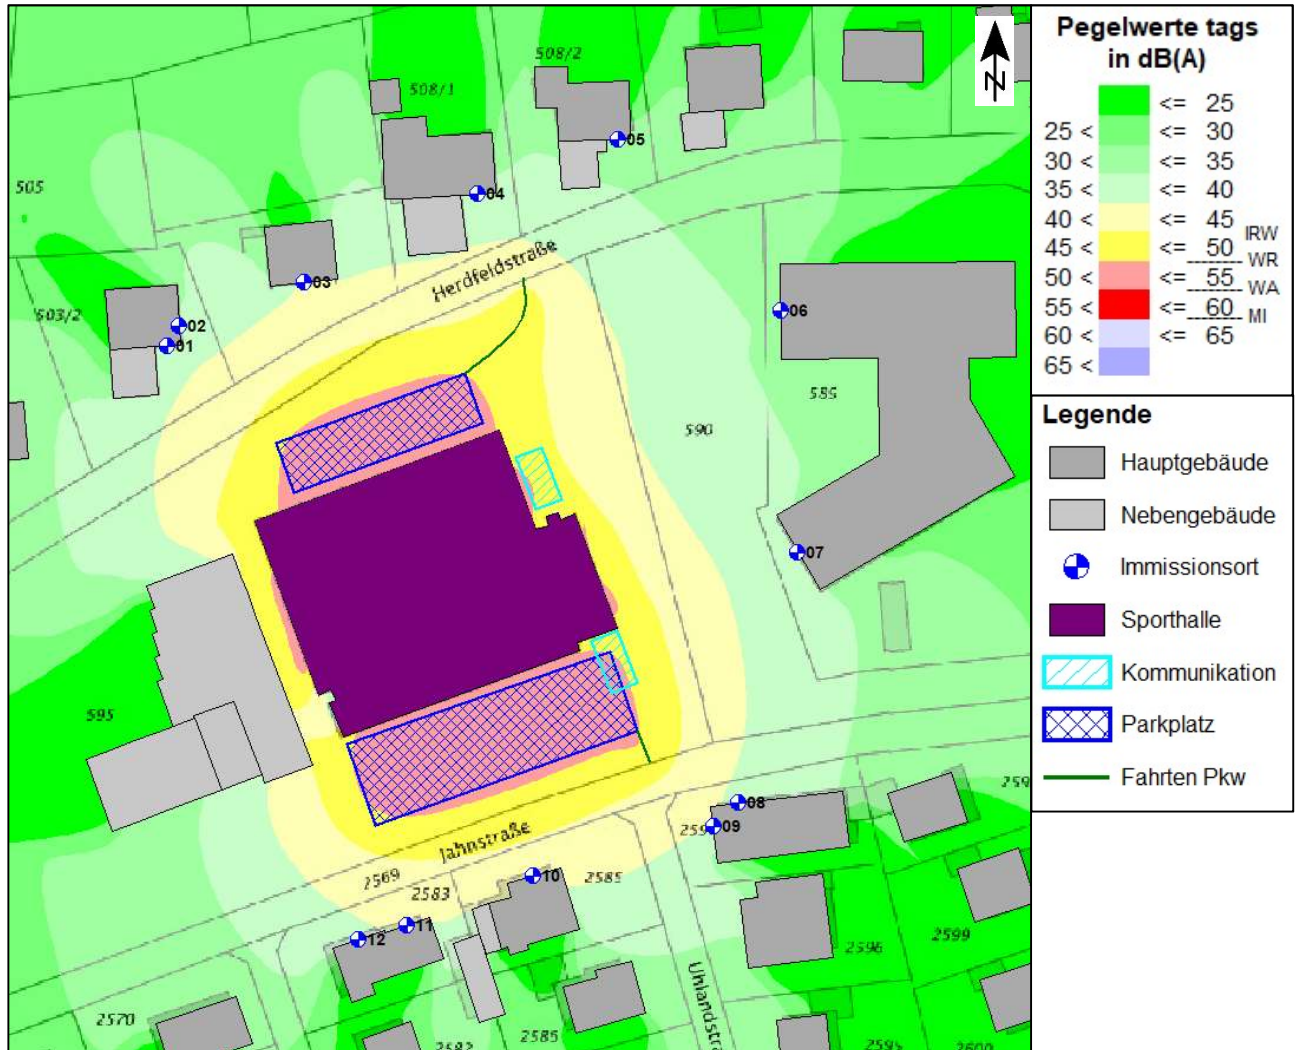 508/2
508/1
505
503/2
05
04
03
02
01
Herdfeldstraße
06
585
590
07
595
08
09
Jahnstraße
2569
2583
2585
10
11
12
2596
2599
2570
2585
Pegelwerte tags
in dB(A)
<= 25
25 < <= 30
30 < <= 35
35 < <= 40
40 < <= 45
45 < <= 50 IRW
WR
50 < <= 55
WA
55 < <= 60
MI
60 < <= 65
65 <
Legende
Hauptgebäude
Nebengebäude
Immissionsort
Sporthalle
Kommunikation
Parkplatz
Fahrten Pkw
N